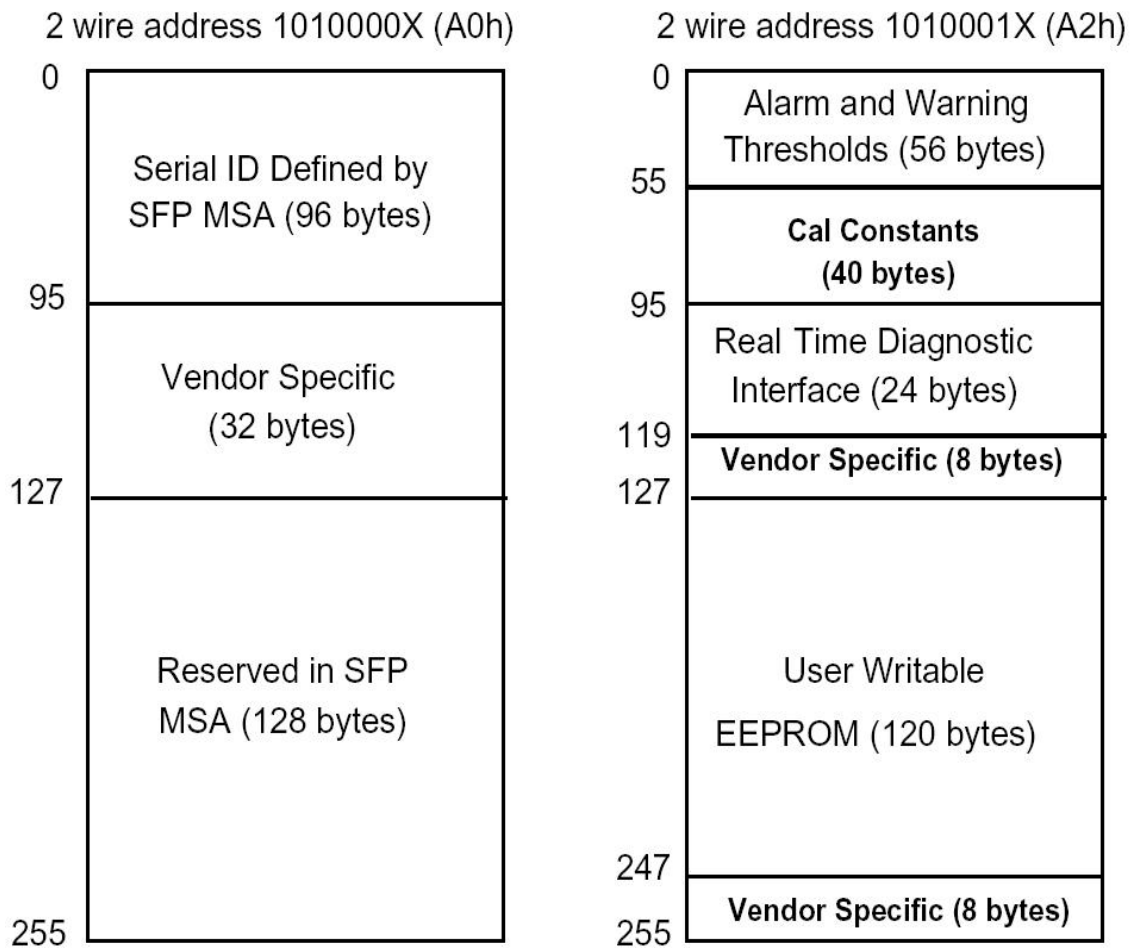 2 wire address 1010000X (A0h)
0
Serial ID Defined by
SFP MSA (96 bytes)
95
Vendor Specific
(32 bytes)
127
Reserved in SFP
MSA (128 bytes)
255
2 wire address 1010001X (A2h)
0
Alarm and Warning
Thresholds (56 bytes)
55
Cal Constants
(40 bytes)
95
Real Time Diagnostic
Interface (24 bytes)
119
Vendor Specific (8 bytes)
127
User Writable
EEPROM (120 bytes)
247
Vendor Specific (8 bytes)
255